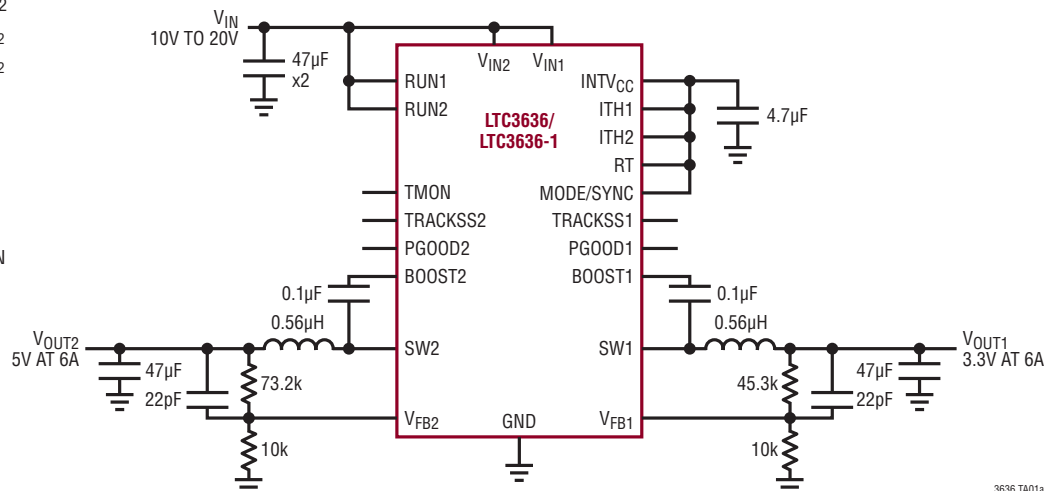 2
2
2
N
VIN
10V TO 20V
47µF
x2
VIN2
VIN1
RUN1
RUN2
LTC3636/
LTC3636-1
INTVCC
ITH1
ITH2
RT
MODE/SYNC
4.7µF
TMON
TRACKSS2
PGOOD2
BOOST2
TRACKSS1
PGOOD1
BOOST1
0.1µF
0.56µH
0.1µF
0.56µH
VOUT2
5V AT 6A
SW2
SW1
VOUT1
3.3V AT 6A
47µF
22pF
73.2k
45.3k
22pF
47µF
VFB2
GND
VFB1
10k
10k
3636 TA01a